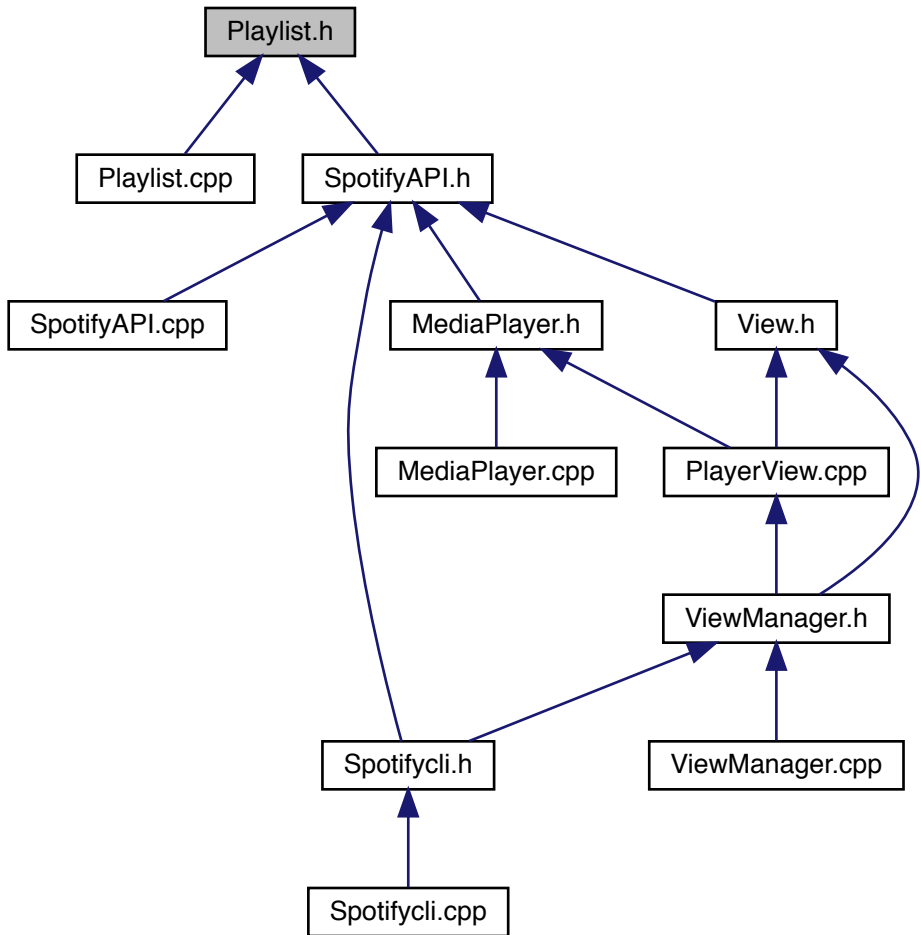 Playlist.h
Playlist.cpp
SpotifyAPI.h
SpotifyAPI.cpp
MediaPlayer.h
View.h
MediaPlayer.cpp
PlayerView.cpp
ViewManager.h
Spotifycli.h
ViewManager.cpp
Spotifycli.cpp